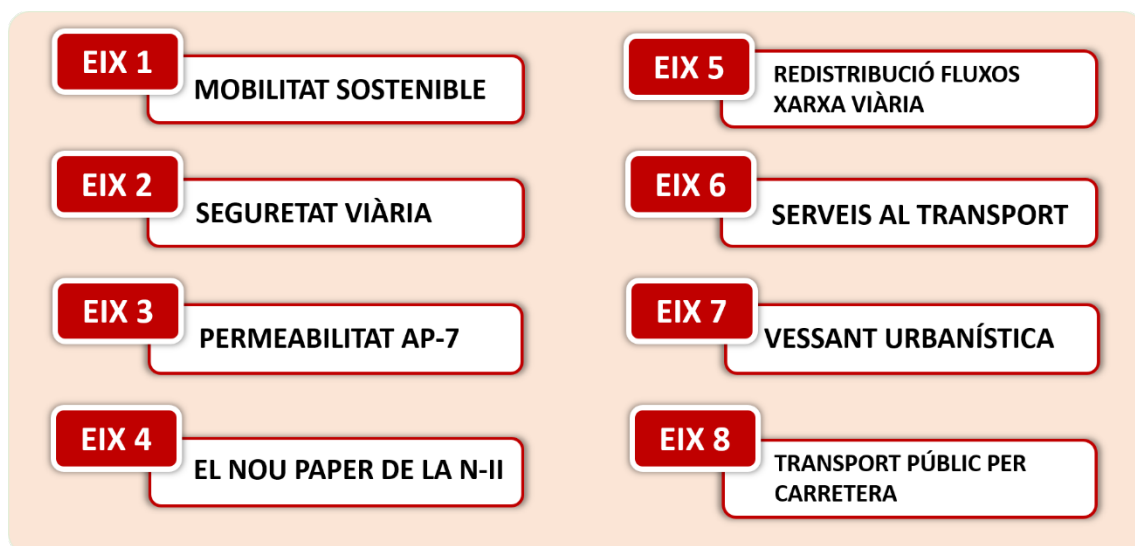 EIX 1
MOBILITAT SOSTENIBLE
EIX 2
SEGURETAT VIÀRIA
EIX 3
PERMEABILITAT AP-7
EIX 4
EL NOU PAPER DE LA N-II
EIX 5
REDISTRIBUCIÓ FLUXOS
XARXA VIÀRIA
EIX 6
SERVEIS AL TRANSPORT
EIX 7
VESSANT URBANÍSTICA
EIX 8
TRANSPORT PÚBLIC PER
CARRETERA